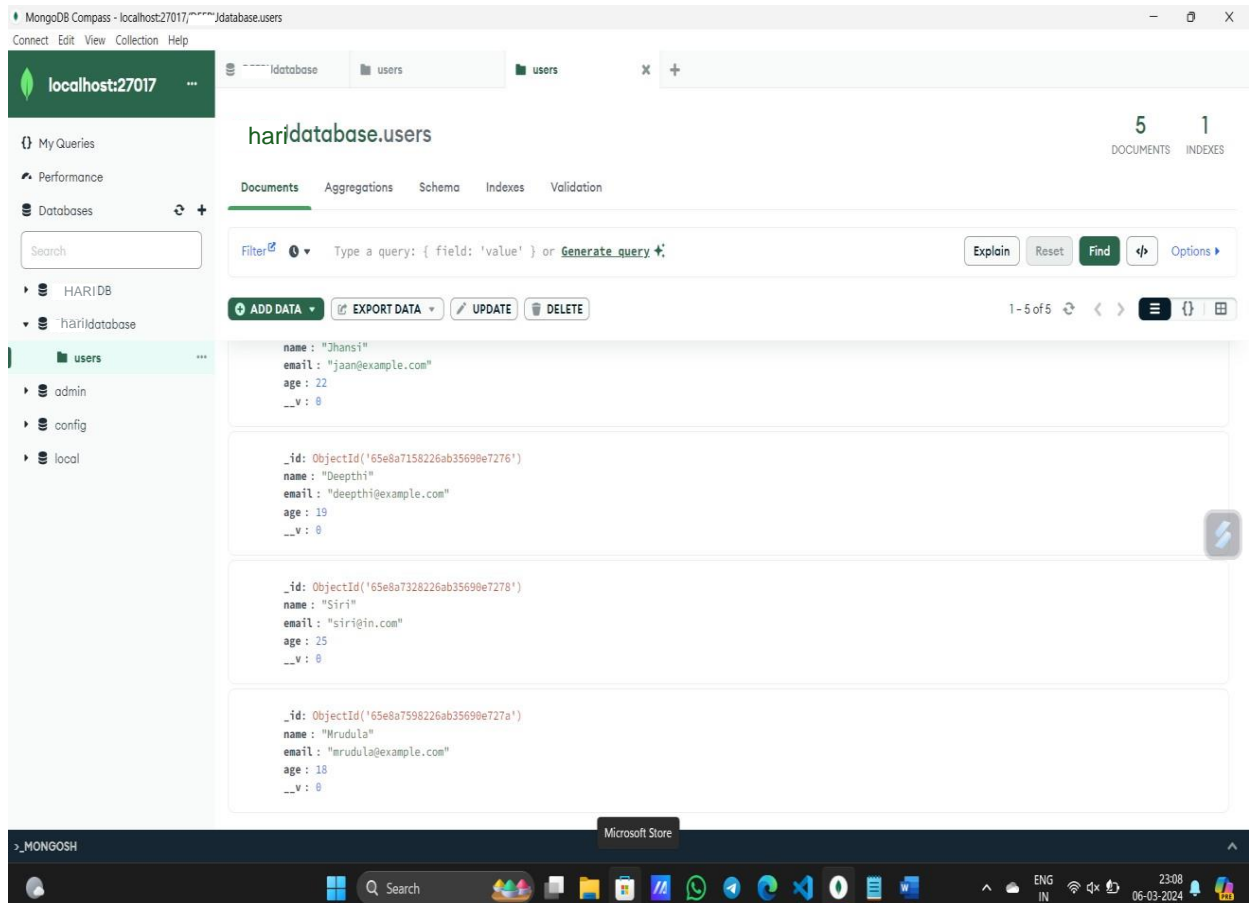 MongoDB Compass - localhost:27017/ database.users
Connect Edit View Collection Help
localhost:27017 ...
database
users
users
{} My Queries
Performance
Databases
Search
HARIDB
harildatabase
users ...
admin
config
local
haridatabase.users
5 DOCUMENTS
1 INDEXES
Documents Aggregations Schema Indexes Validation
Filter Type a query: { field: 'value' } or Generate query Explain Reset Find </> Options
ADD DATA EXPORT DATA UPDATE DELETE 1 - 5 of 5 {}
name : "Jhansi"
email : "jaan@example.com"
age : 22
__v : 0
_id: ObjectId('65e8a7158226ab35690e7276')
name : "Deepthi"
email : "deepthi@example.com"
age : 19
__v : 0
_id: ObjectId('65e8a7328226ab35690e7278')
name : "Siri"
email : "siri@in.com"
age : 25
__v : 0
_id: ObjectId('65e8a7598226ab35690e727a')
name : "Mrudula"
email : "mrudula@example.com"
age : 18
__v : 0
Microsoft Store
>_MONGOSH
Search
ENG
IN
23:08
06-03-2024
PRE